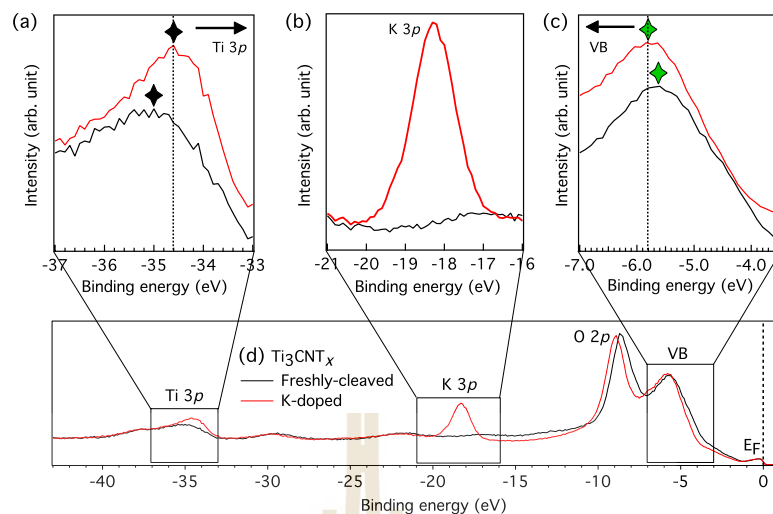 (a)
Ti 3p
Intensity (arb. unit)
-37
-35
-33
Binding energy (eV)
(b)
K 3p
Intensity (arb. unit)
-21
-20
-19
-18
-17
-16
Binding energy (eV)
(c)
VB
Intensity (arb. unit)
-7.0
-6.0
-5.0
-4.0
Binding energy (eV)
(d) Ti₃CNTₓ
Freshly-cleaved
K-doped
Ti 3p
K 3p
O 2p
VB
E_F
-40
-35
-30
-25
-20
-15
-10
-5
0
Binding energy (eV)